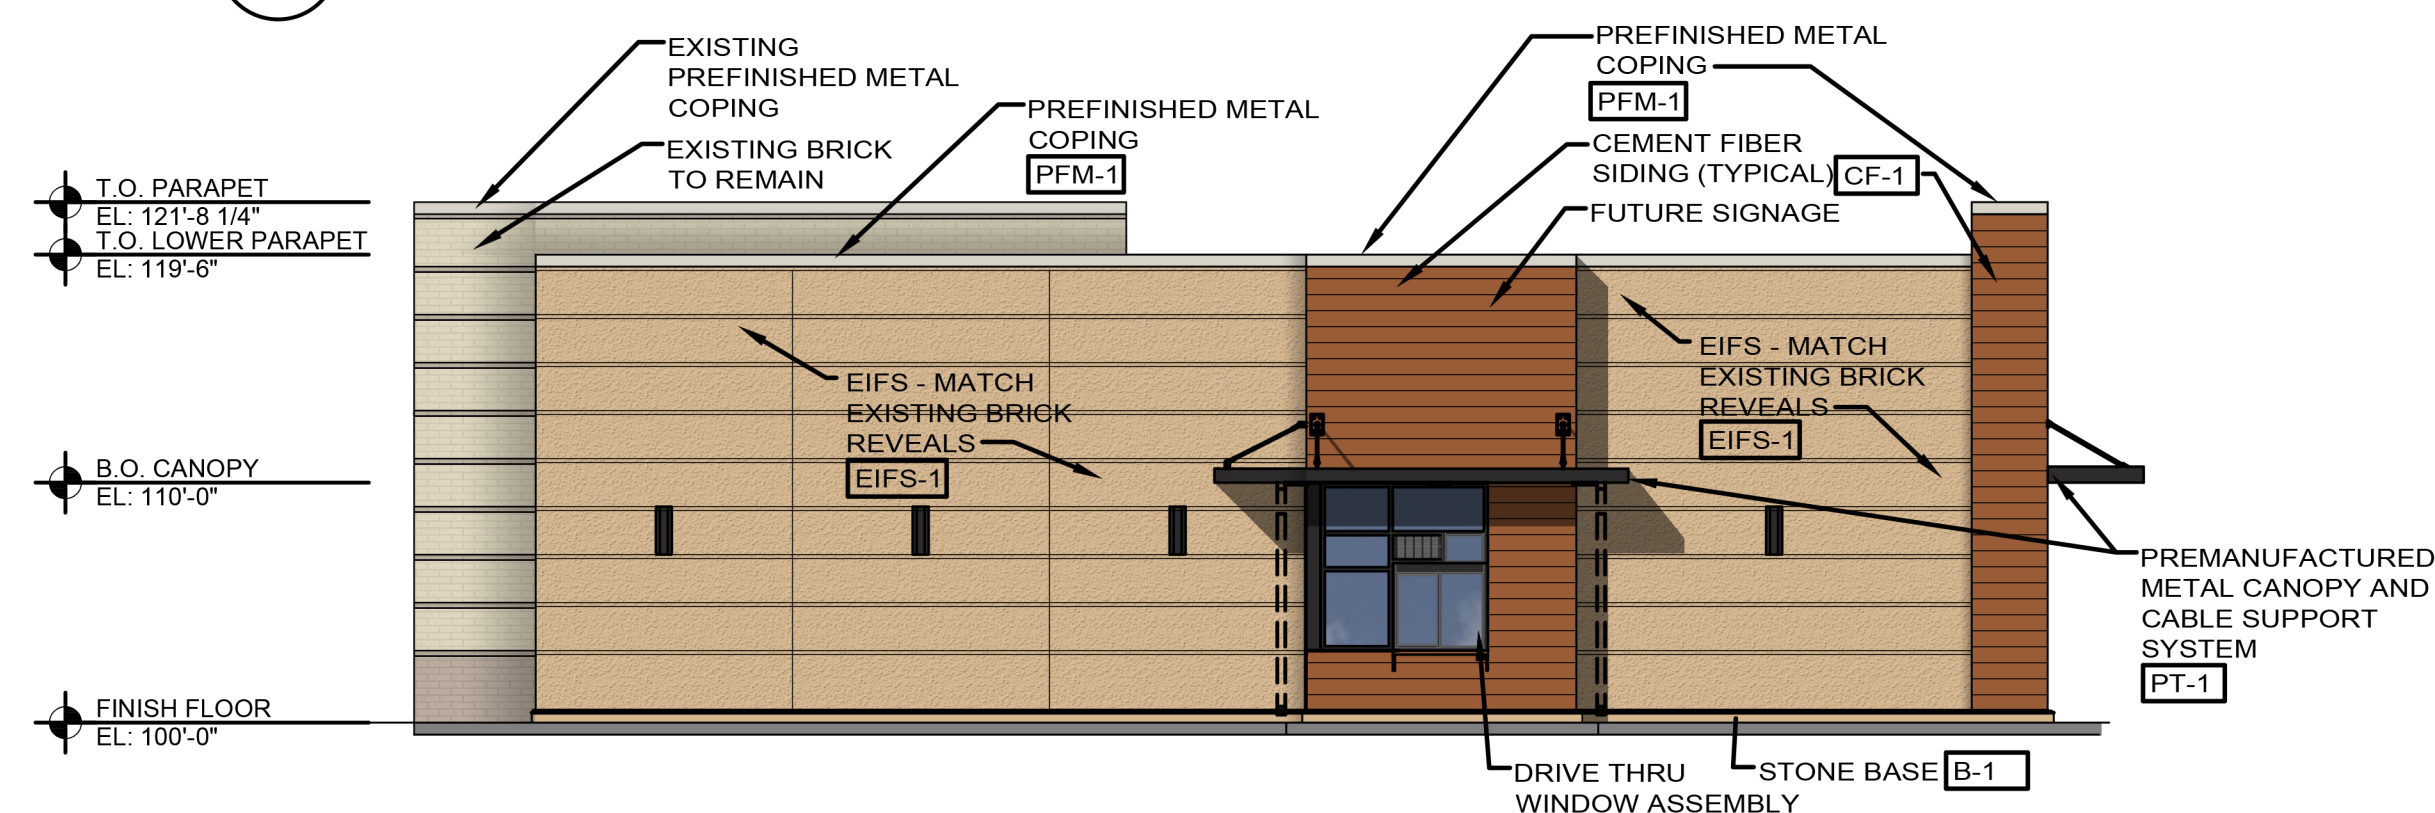 EXISTING
PREFINISHED METAL
COPING
EXISTING BRICK
TO REMAIN
PREFINISHED METAL
COPING
PFM-1
PREFINISHED METAL
COPING
PFM-1
CEMENT FIBER
SIDING (TYPICAL)
CF-1
FUTURE SIGNAGE
T.O. PARAPET
EL: 121'-8 1/4"
T.O. LOWER PARAPET
EL: 119'-6"
EIFS - MATCH
EXISTING BRICK
REVEALS
EIFS-1
EIFS - MATCH
EXISTING BRICK
REVEALS
EIFS-1
B.O. CANOPY
EL: 110'-0"
PREMANUFACTURED
METAL CANOPY AND
CABLE SUPPORT
SYSTEM
PT-1
FINISH FLOOR
EL: 100'-0"
DRIVE THRU
WINDOW ASSEMBLY
STONE BASE B-1